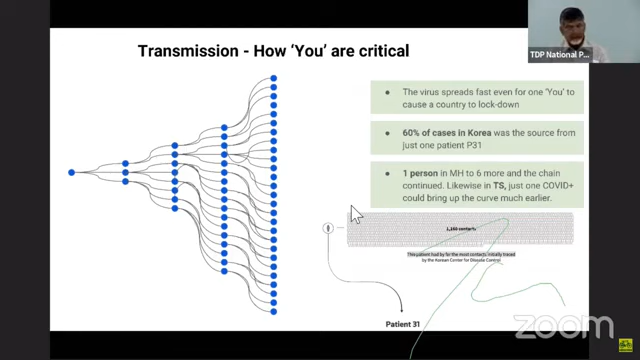 Transmission - How 'You' are critical
TDP National P...
● The virus spreads fast even for one 'You' to
cause a country to lock-down
● 60% of cases in Korea was the source from
just one patient P31
● 1 person in MH to 6 more and the chain
continued. Likewise in TS, just one COVID+
could bring up the curve much earlier.
1,160 contacts
This patient had by far the most contacts initially traced
by the Korean Center for Disease Control
Patient 31
zoom